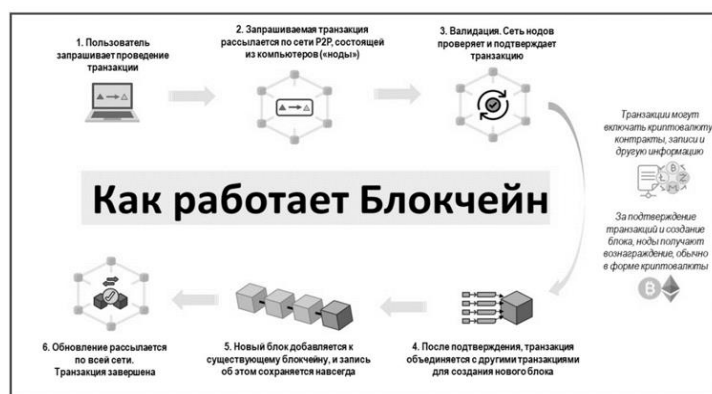 1. Пользователь
запрашивает проведение
транзакции
2. Запрашиваемая транзакция
рассылается по сети P2P, состоящей
из компьютеров («ноды»)
3. Валидация. Сеть нодов
проверяет и подтверждает
транзакцию
Транзакции могут
включать криптовалюту
контракты, записи и
другую информацию
Как работает Блокчейн
За подтверждение
транзакций и создание
блока, ноды получают
вознаграждение, обычно
в форме криптовалюты
6. Обновление рассылается
по всей сети.
Транзакция завершена
5. Новый блок добавляется к
существующему блокчейну, и запись
об этом сохраняется навсегда
4. После подтверждения, транзакция
объединяется с другими транзакциями
для создания нового блока